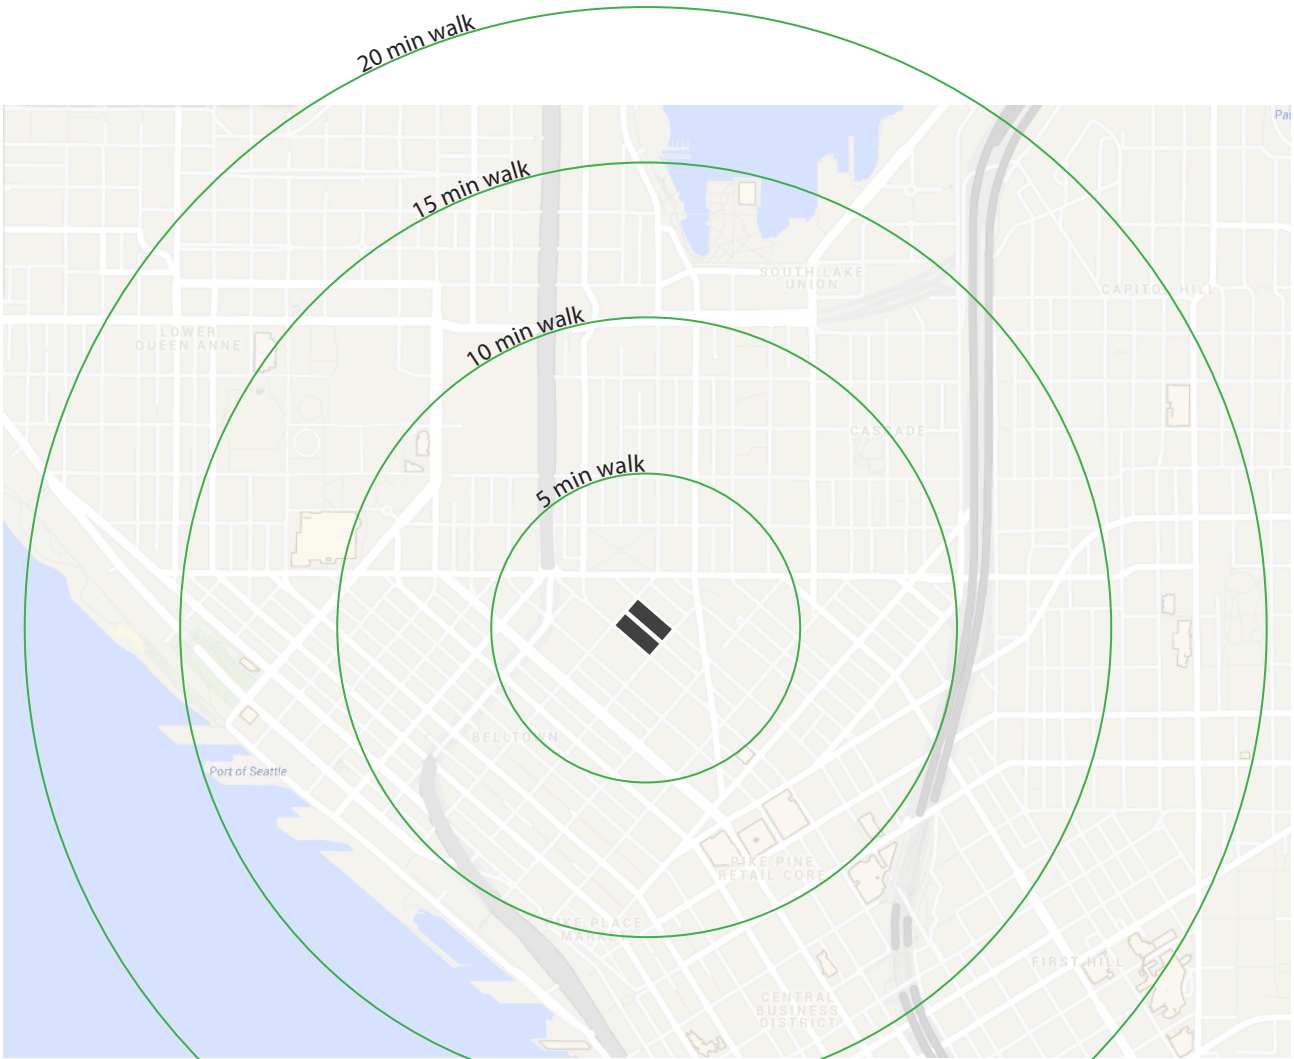 20 min walk
Pa
15 min walk
SOUTH LAKE
UNION
CAPITOL HILL
10 min walk
LOWER
QUEEN ANNE
CASCADE
5 min walk
BELLTOWN
Port of Seattle
PIKE PINE
RETAIL CORE
PIKE PLACE
MARKET
FIRST HILL
CENTRAL
BUSINESS
DISTRICT